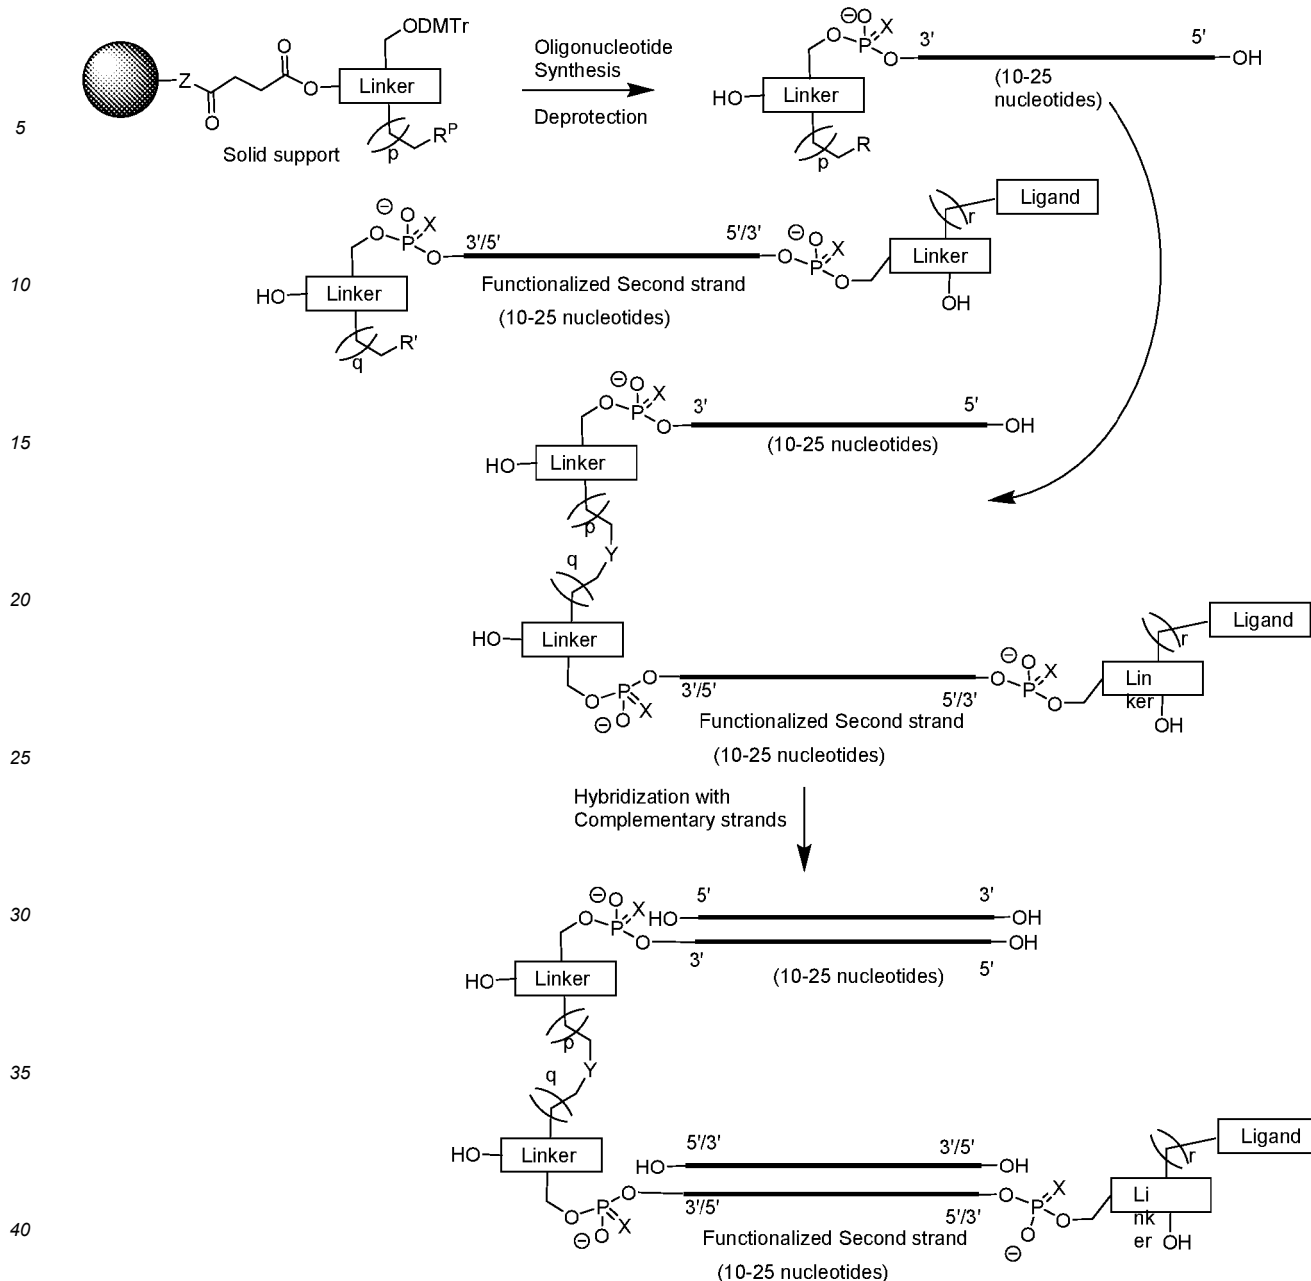 ODMTr
O
Z
O
O
Linker
p
R^P
Solid support
Oligonucleotide
Synthesis
Deprotection
⊖
O
X
O
P
O
3'
5'
OH
(10-25
nucleotides)
HO
Linker
p
R
5
⊖
O
X
O
P
O
3'/5'
5'/3'
O
⊖
O
X
P
O
r
Ligand
Linker
OH
HO
Linker
Functionalized Second strand
(10-25 nucleotides)
q
R'
10
⊖
O
X
O
P
O
3'
5'
OH
(10-25 nucleotides)
HO
Linker
p
15
Y
q
20
HO
Linker
O
P
O
X
⊖
O
3'/5'
5'/3'
Functionalized Second strand
(10-25 nucleotides)
O
⊖
O
X
P
O
r
Ligand
Lin
ker
OH
25
Hybridization with
Complementary strands
30
⊖
O
X
O
P
O
HO
5'
3'
OH
3'
5'
OH
(10-25 nucleotides)
HO
Linker
p
Y
q
35
HO
Linker
HO
5'/3'
3'/5'
OH
O
P
O
X
⊖
O
3'/5'
5'/3'
Functionalized Second strand
(10-25 nucleotides)
O
X
P
O
O
⊖
r
Ligand
Li
nk
er
OH
40